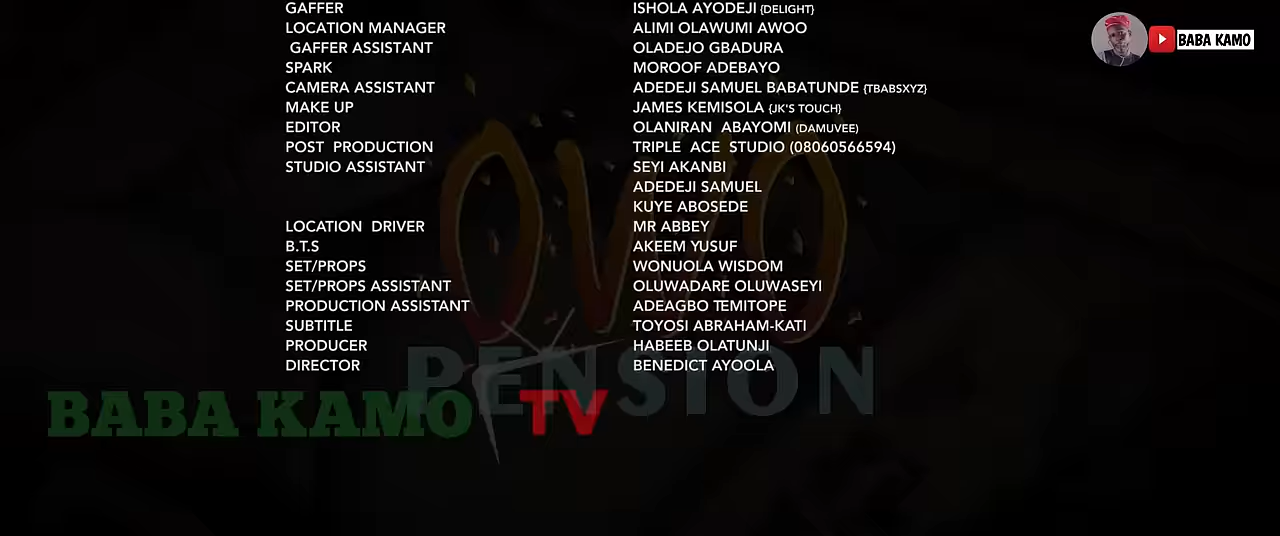 GAFFER ISHOLA AYODEJI {DELIGHT}
LOCATION MANAGER ALIMI OLAWUMI AWOO
GAFFER ASSISTANT OLADEJO GBADURA
SPARK MOROOF ADEBAYO
CAMERA ASSISTANT ADEDEJI SAMUEL BABATUNDE {TBABSXYZ}
MAKE UP JAMES KEMISOLA {JK'S TOUCH}
EDITOR OLANIRAN ABAYOMI (DAMUVEE)
POST PRODUCTION TRIPLE ACE STUDIO (08060566594)
STUDIO ASSISTANT SEYI AKANBI
ADEDEJI SAMUEL
KUYE ABOSEDE
LOCATION DRIVER MR ABBEY
B.T.S AKEEM YUSUF
SET/PROPS WONUOLA WISDOM
SET/PROPS ASSISTANT OLUWADARE OLUWASEYI
PRODUCTION ASSISTANT ADEAGBO TEMITOPE
SUBTITLE TOYOSI ABRAHAM-KATI
PRODUCER HABEEB OLATUNJI
DIRECTOR BENEDICT AYOOLA
BABA KAMO
OWO
PENSION
BABA KAMO TV